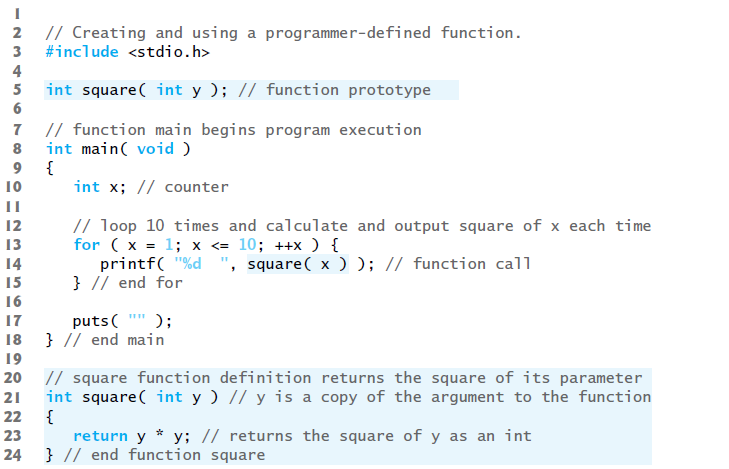 1
2 // Creating and using a programmer-defined function.
3 #include <stdio.h>
4
5 int square( int y ); // function prototype
6
7 // function main begins program execution
8 int main( void )
9 {
10 int x; // counter
11
12 // loop 10 times and calculate and output square of x each time
13 for ( x = 1; x <= 10; ++x ) {
14 printf( "%d  ", square( x ) ); // function call
15 } // end for
16
17 puts( "" );
18 } // end main
19
20 // square function definition returns the square of its parameter
21 int square( int y ) // y is a copy of the argument to the function
22 {
23 return y * y; // returns the square of y as an int
24 } // end function square